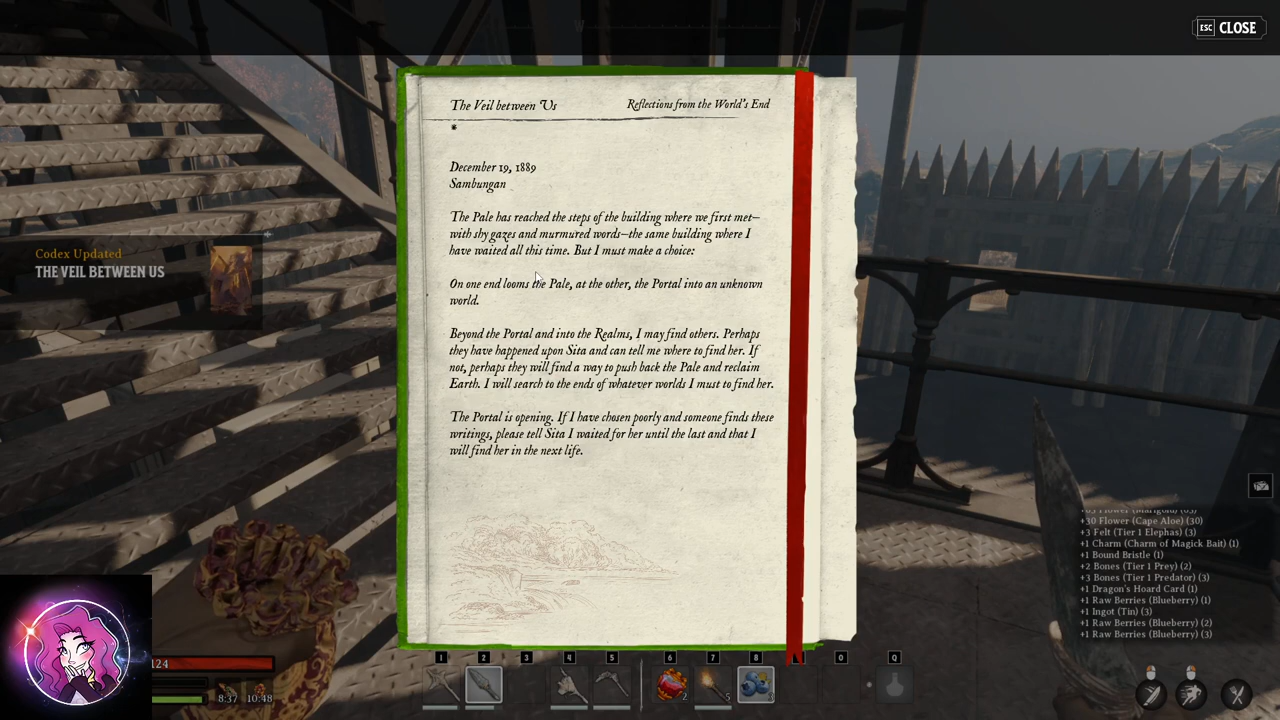 W
N
ESC CLOSE
The Veil between Us
Reflections from the World's End
*
December 19, 1889
Sambungan
The Pale has reached the steps of the building where we first met—
with shy gazes and murmured words—the same building where I
have waited all this time. But I must make a choice:
On one end looms the Pale, at the other, the Portal into an unknown
world.
Beyond the Portal and into the Realms, I may find others. Perhaps
they have happened upon Sita and can tell me where to find her. If
not, perhaps they will find a way to push back the Pale and reclaim
Earth. I will search to the ends of whatever worlds I must to find her.
The Portal is opening. If I have chosen poorly and someone finds these
writings, please tell Sita I waited for her until the last and that I
will find her in the next life.
Codex Updated
THE VEIL BETWEEN US
+30 Flower (Cape Aloe) (30)
+3 Felt (Tier 1 Elephas) (3)
+1 Charm (Charm of Magick Bait) (1)
+1 Bound Bristle (1)
+2 Bones (Tier 1 Prey) (2)
+3 Bones (Tier 1 Predator) (3)
+1 Dragon's Hoard Card (1)
+1 Raw Berries (Blueberry) (1)
+1 Ingot (Tin) (3)
+1 Raw Berries (Blueberry) (2)
+1 Raw Berries (Blueberry) (3)
124
8:37 10:48
1 2 3 4 5 6 7 8 0 Q
2 5 3